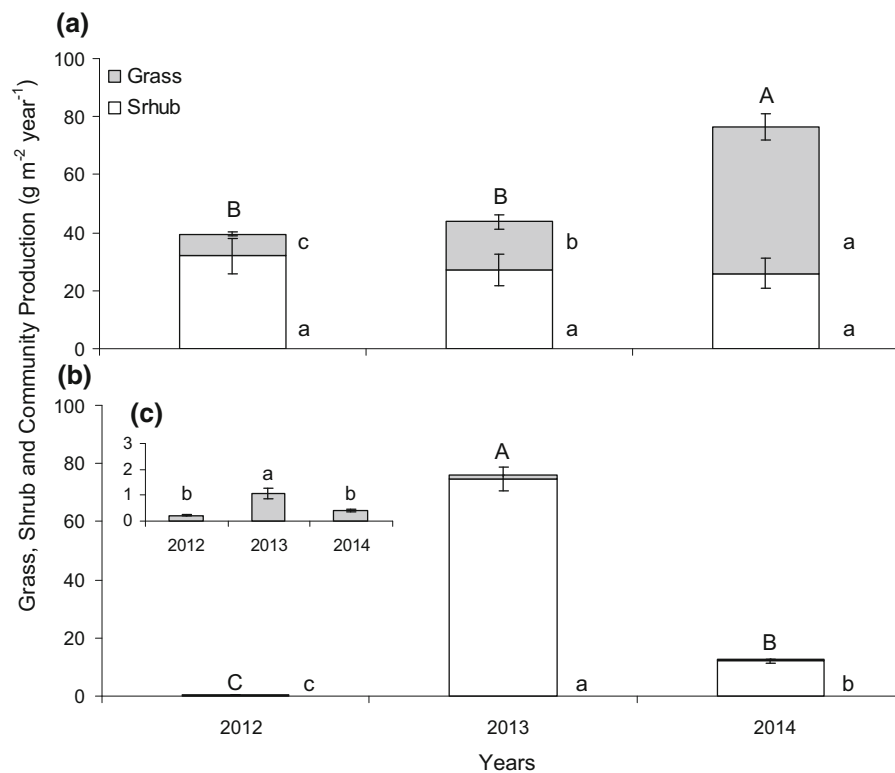 (a)
100
Grass
Srhub
A
80
60
B
B
40
c
b
a
20
a
a
a
0
(b)
100
(c)
3
a
2
b
b
1
0
2012
2013
2014
A
80
60
40
20
B
C
c
a
b
0
2012
2013
2014
Years
Grass, Shrub and Community Production (g m⁻² year⁻¹)